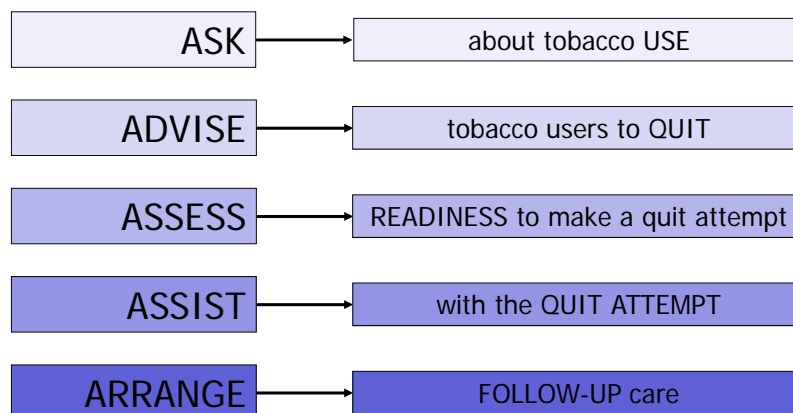 ASK about tobacco USE
ADVISE tobacco users to QUIT
ASSESS READINESS to make a quit attempt
ASSIST with the QUIT ATTEMPT
ARRANGE FOLLOW-UP care